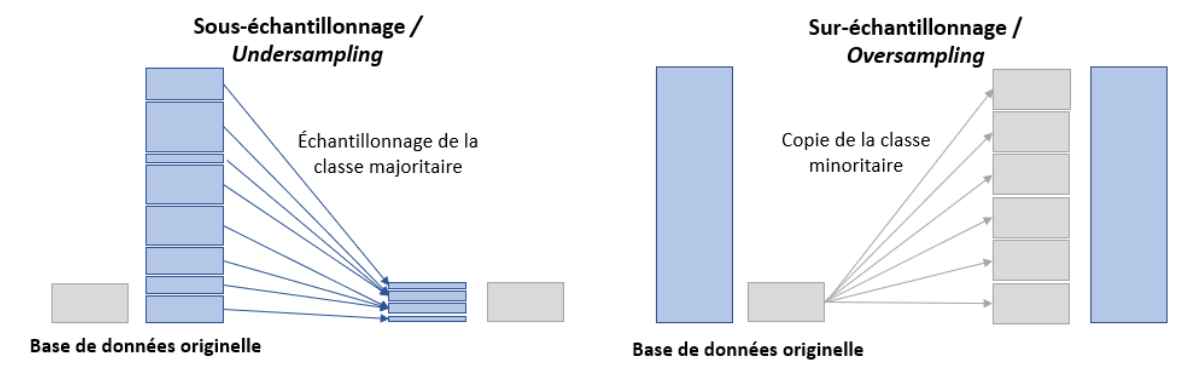 Sous-échantillonnage /
Undersampling
Échantillonnage de la
classe majoritaire
Base de données originelle
Sur-échantillonnage /
Oversampling
Copie de la classe
minoritaire
Base de données originelle